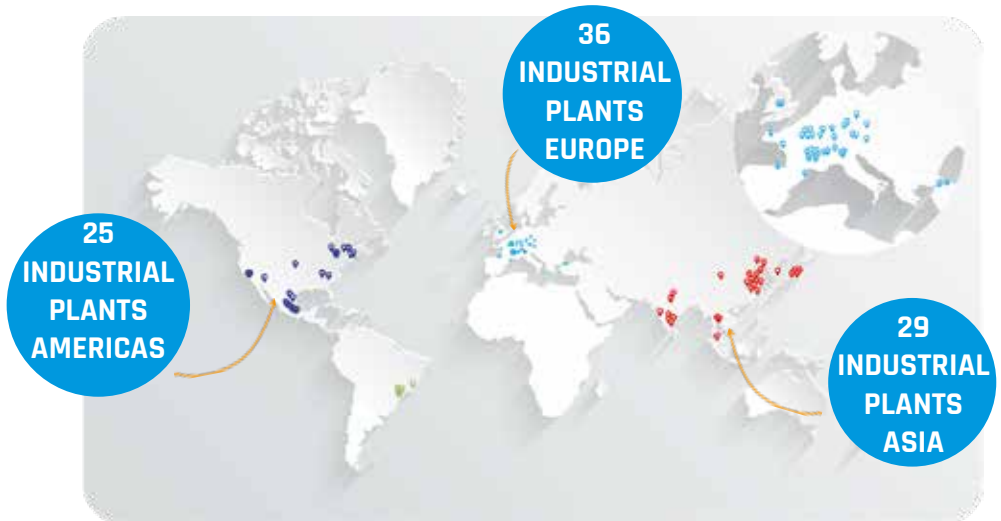 36
INDUSTRIAL
PLANTS
EUROPE
25
INDUSTRIAL
PLANTS
AMERICAS
29
INDUSTRIAL
PLANTS
ASIA